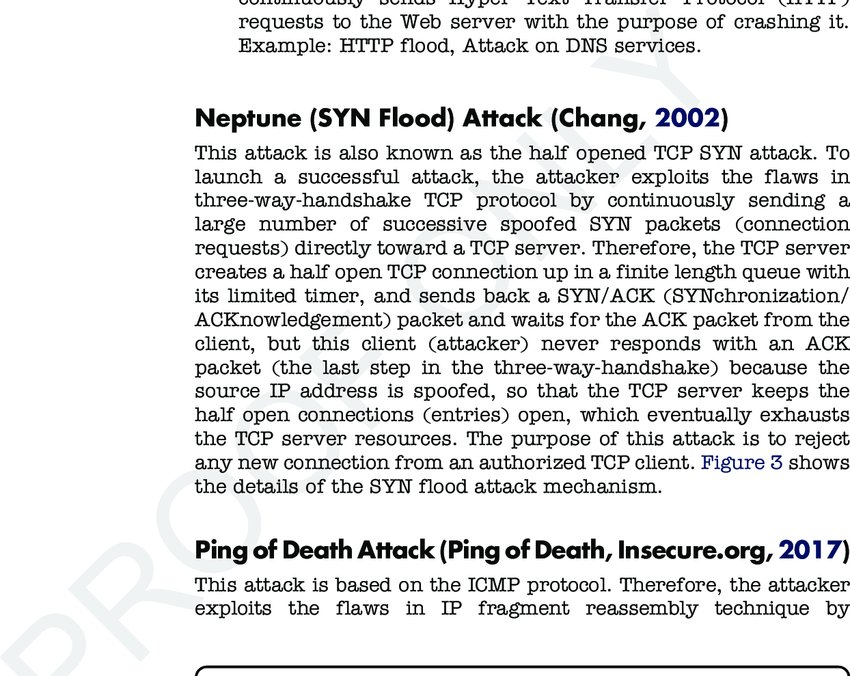 continuously sends Hyper Text Transfer Protocol (HTTP)
requests to the Web server with the purpose of crashing it.
Example: HTTP flood, Attack on DNS services.
Neptune (SYN Flood) Attack (Chang, 2002)
This attack is also known as the half opened TCP SYN attack. To
launch a successful attack, the attacker exploits the flaws in
three-way-handshake TCP protocol by continuously sending a
large number of successive spoofed SYN packets (connection
requests) directly toward a TCP server. Therefore, the TCP server
creates a half open TCP connection up in a finite length queue with
its limited timer, and sends back a SYN/ACK (SYNchronization/
ACKnowledgement) packet and waits for the ACK packet from the
client, but this client (attacker) never responds with an ACK
packet (the last step in the three-way-handshake) because the
source IP address is spoofed, so that the TCP server keeps the
half open connections (entries) open, which eventually exhausts
the TCP server resources. The purpose of this attack is to reject
any new connection from an authorized TCP client. Figure 3 shows
the details of the SYN flood attack mechanism.
Ping of Death Attack (Ping of Death, Insecure.org, 2017)
This attack is based on the ICMP protocol. Therefore, the attacker
exploits the flaws in IP fragment reassembly technique by
PROOF ONLY